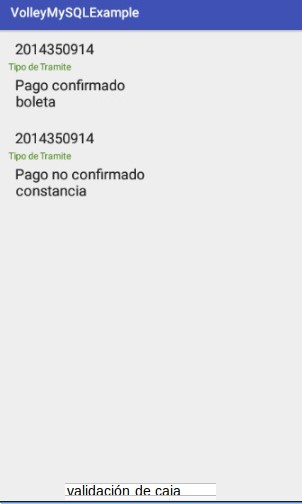 VolleyMySQLExample
2014350914
Tipo de Tramite
Pago confirmado
boleta
2014350914
Tipo de Tramite
Pago no confirmado
constancia
validación de caja